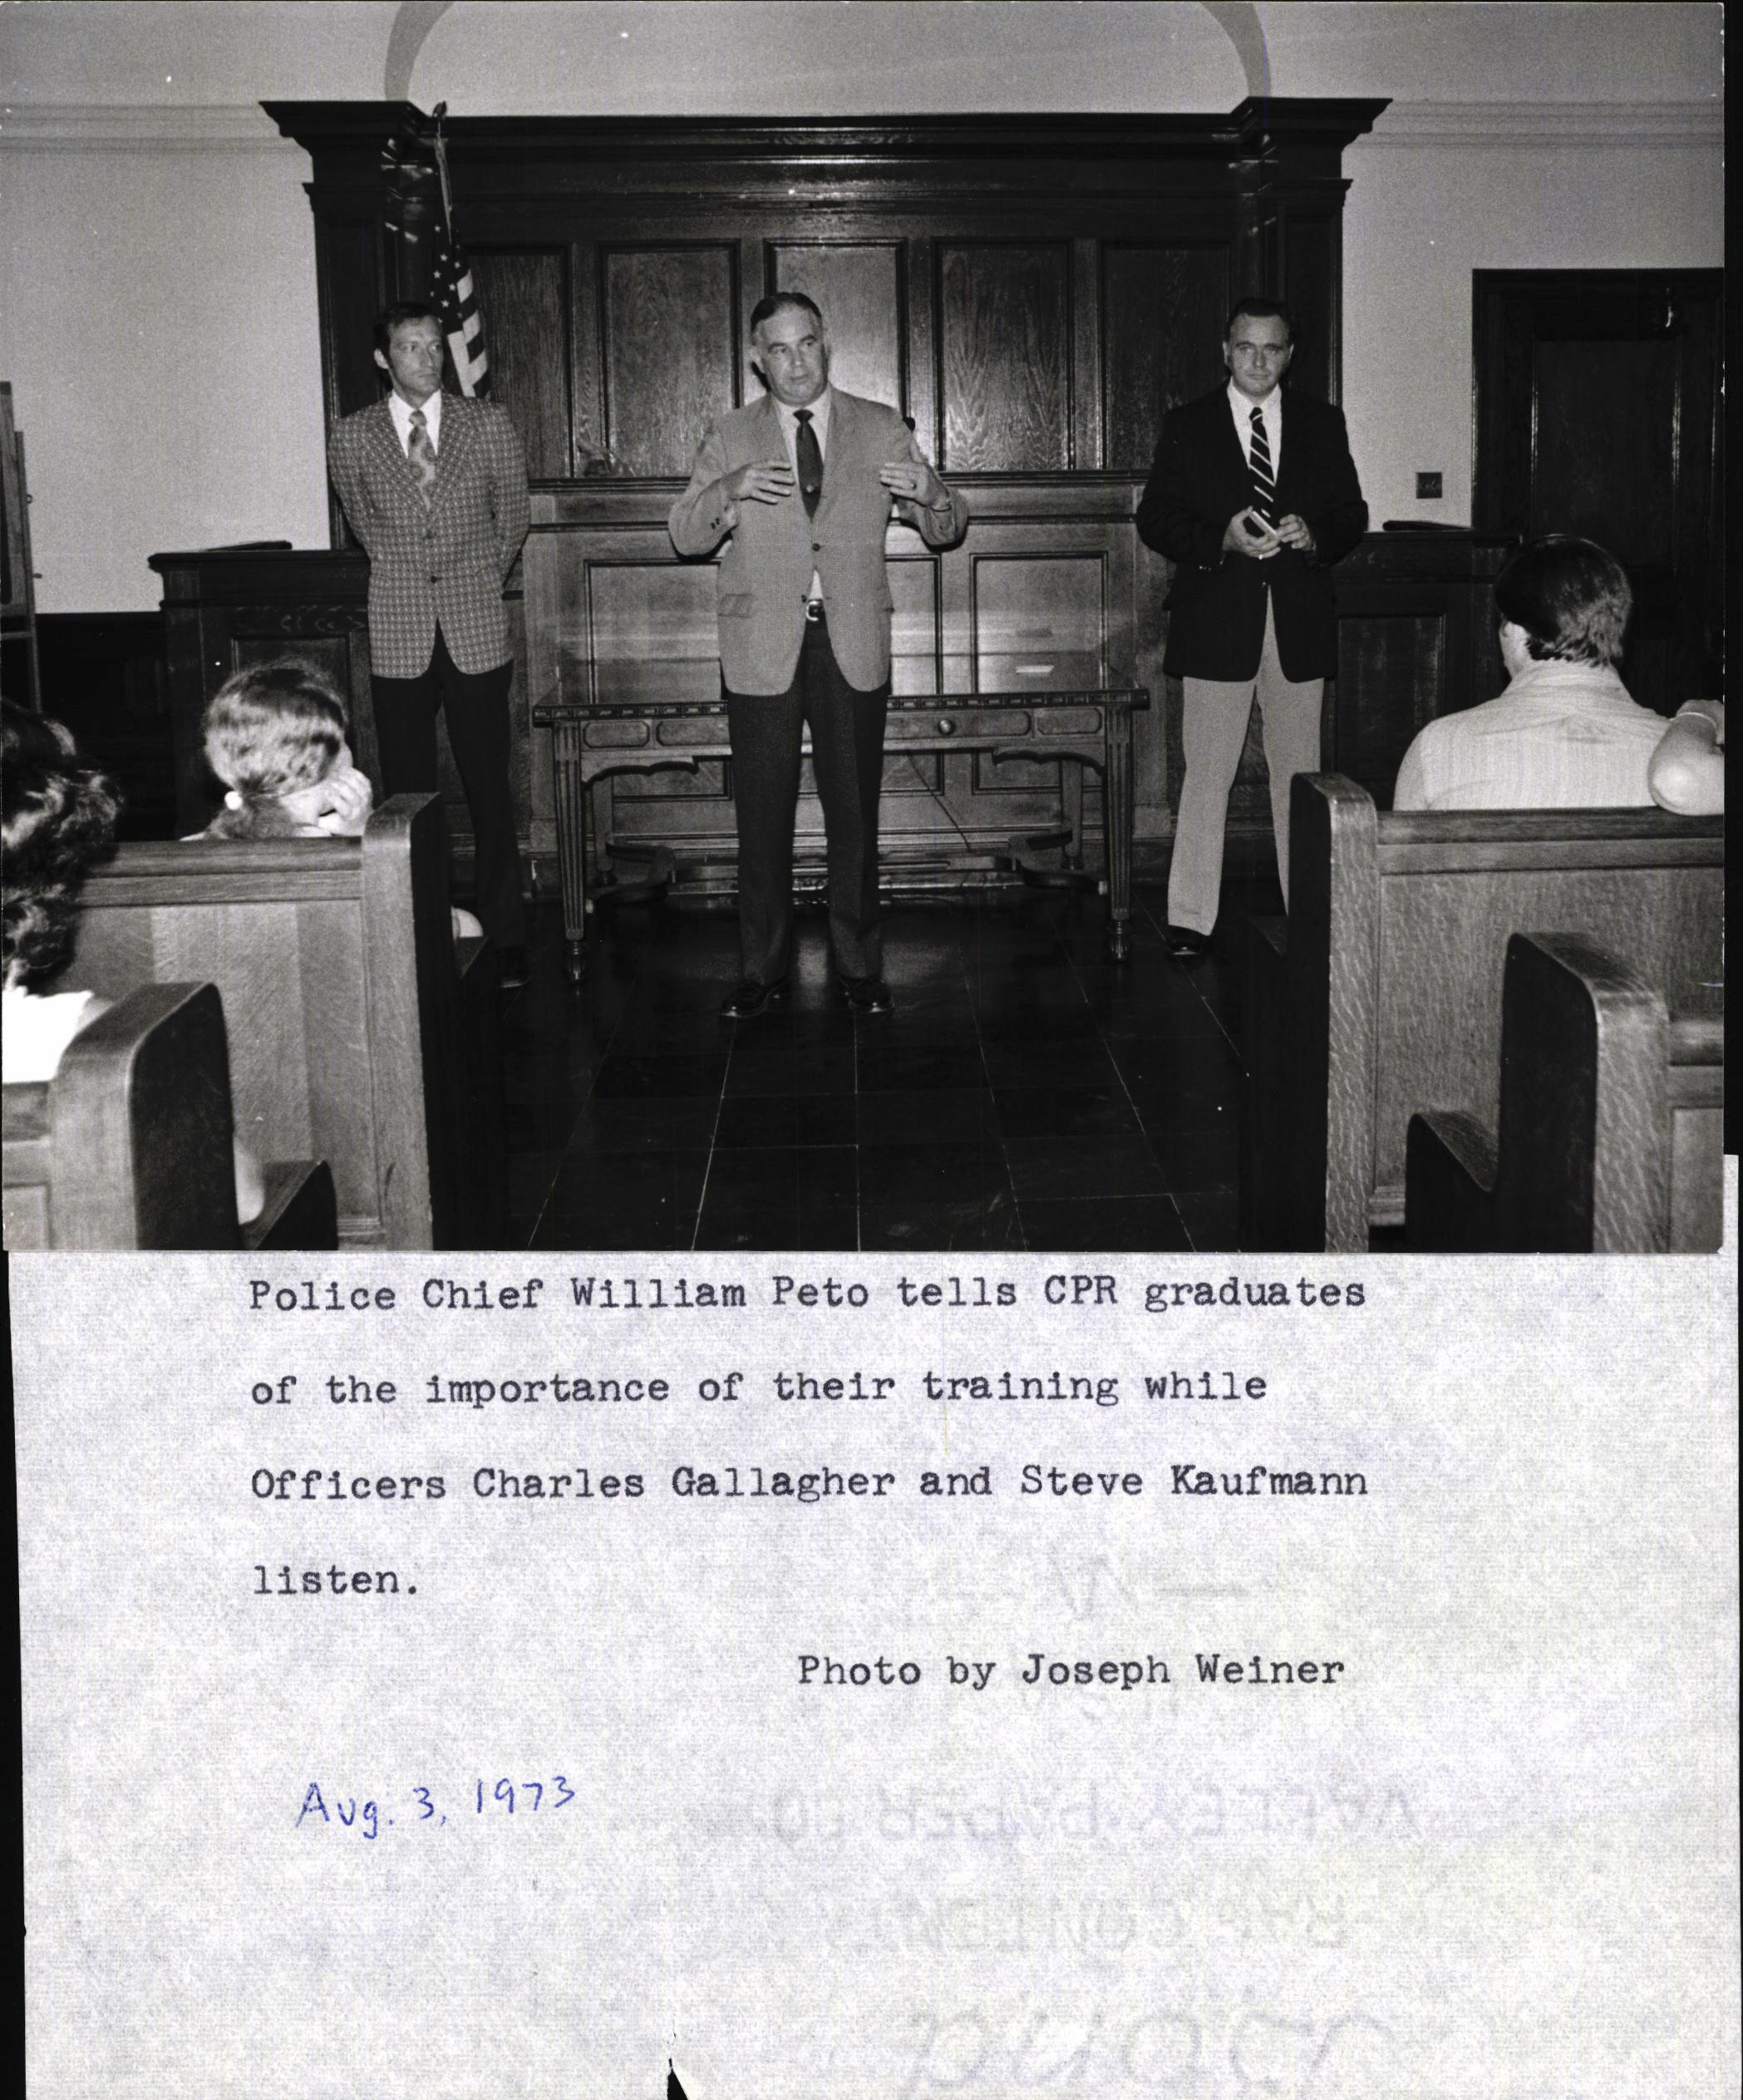 Police Chief William Peto tells CPR graduates
of the importance of their training while
Officers Charles Gallagher and Steve Kaufmann
listen.
Photo by Joseph Weiner
Aug. 3, 1973